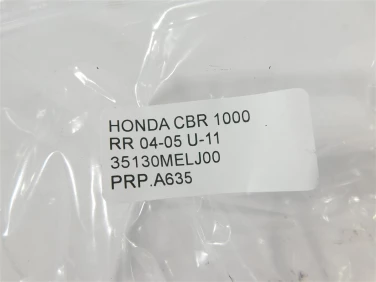 HONDA CBR 1000
RR 04-05 U-11
35130MELJ00
PRP.A635